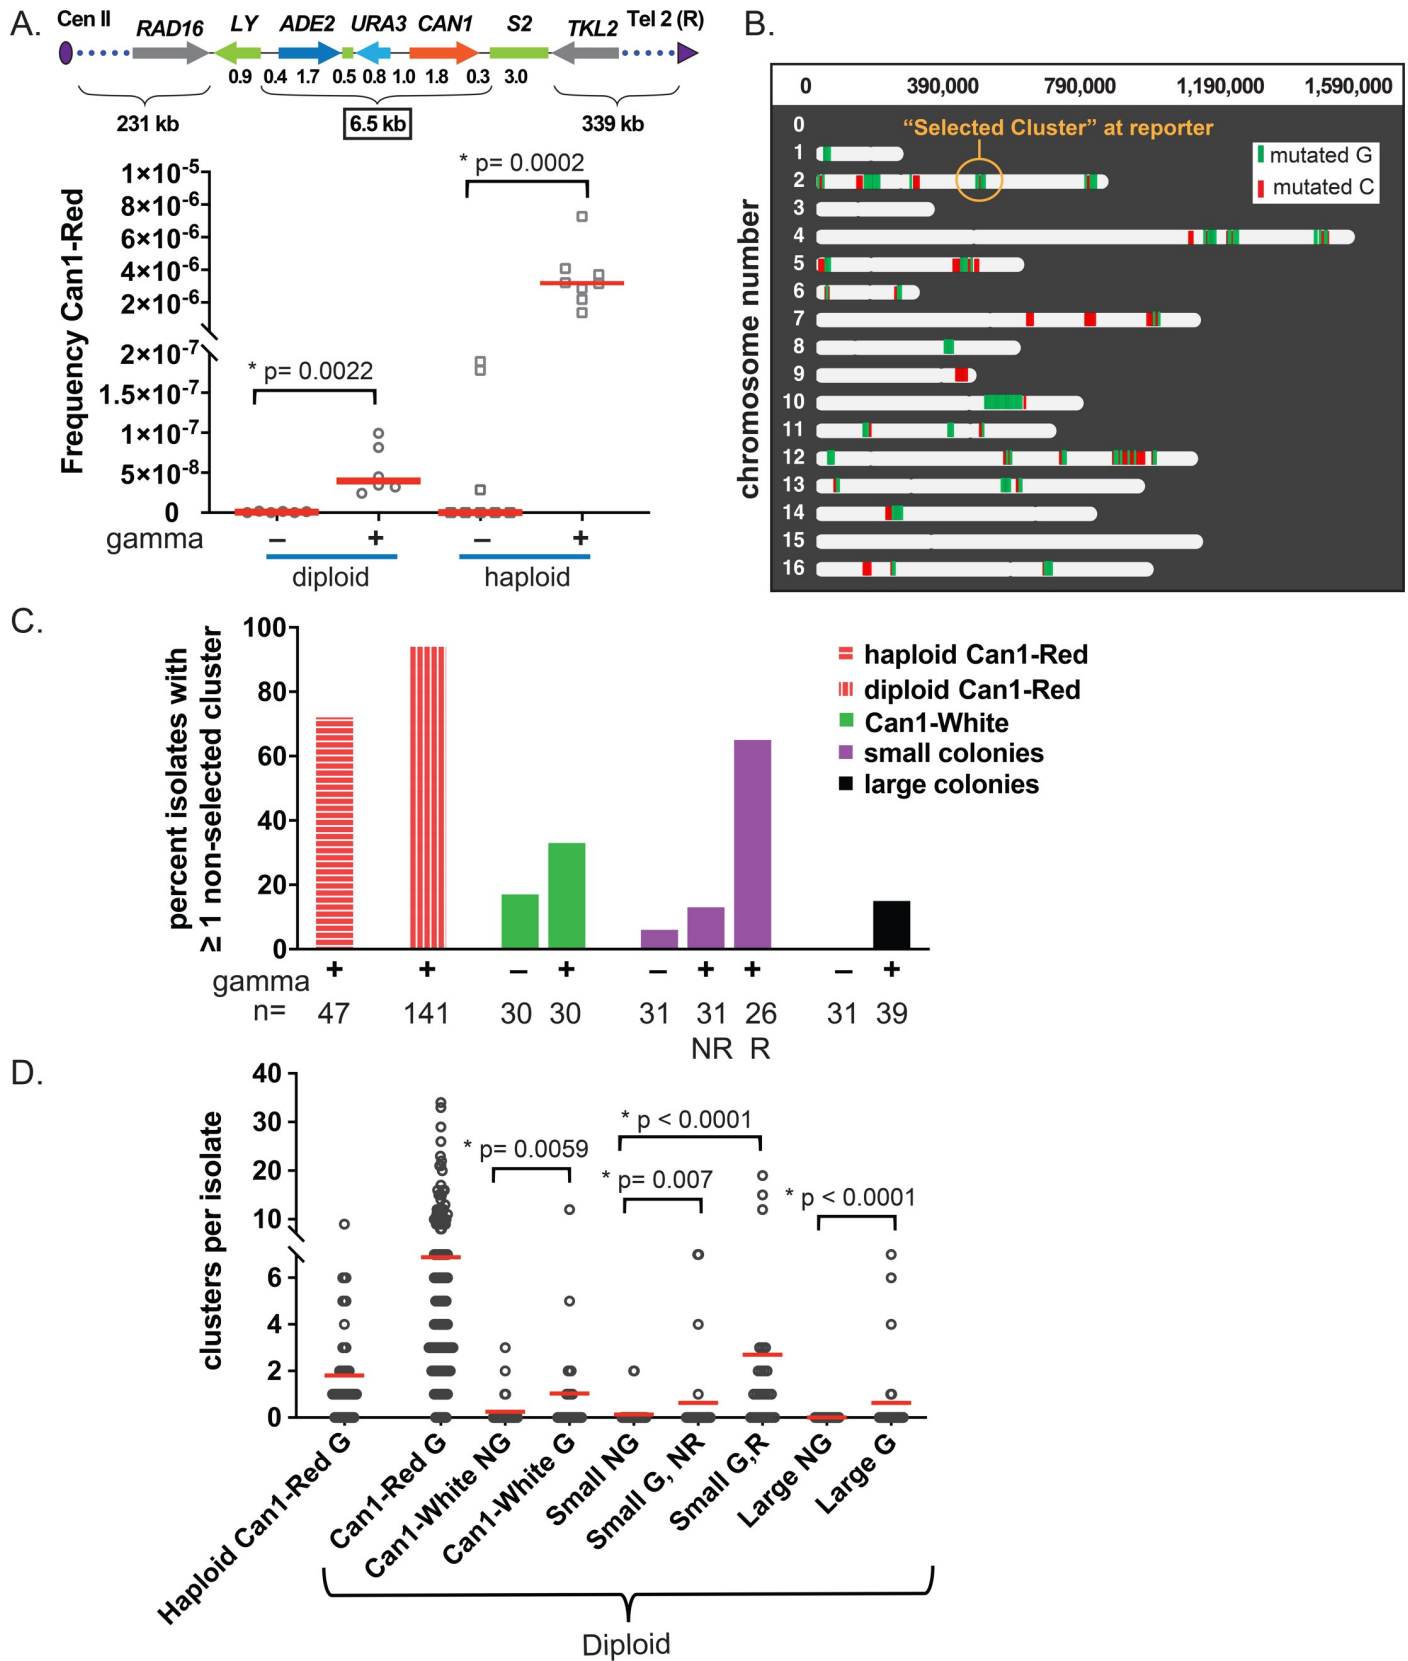 A.
Cen II RAD16 LY ADE2 URA3 CAN1 S2 TKL2 Tel 2 (R)
0.9 0.4 1.7 0.5 0.8 1.0 1.8 0.3 3.0
231 kb 6.5 kb 339 kb
Frequency Can1-Red
1×10-5
8×10-6
6×10-6
4×10-6
2×10-6
2×10-7
1.5×10-7
1×10-7
5×10-8
0
* p= 0.0002
* p= 0.0022
gamma – + – +
diploid haploid
B.
0 390,000 790,000 1,190,000 1,590,000
chromosome number
0
1
2
3
4
5
6
7
8
9
10
11
12
13
14
15
16
“Selected Cluster” at reporter
mutated G
mutated C
C.
percent isolates with
≥ 1 non-selected cluster
100
80
60
40
20
0
haploid Can1-Red
diploid Can1-Red
Can1-White
small colonies
large colonies
gamma + + – + – + + – +
n= 47 141 30 30 31 31 26 31 39
NR R
D.
clusters per isolate
40
30
20
10
6
4
2
0
* p= 0.0059
* p < 0.0001
* p= 0.007
* p < 0.0001
Haploid Can1-Red G
Can1-Red G
Can1-White NG
Can1-White G
Small NG
Small G, NR
Small G,R
Large NG
Large G
Diploid